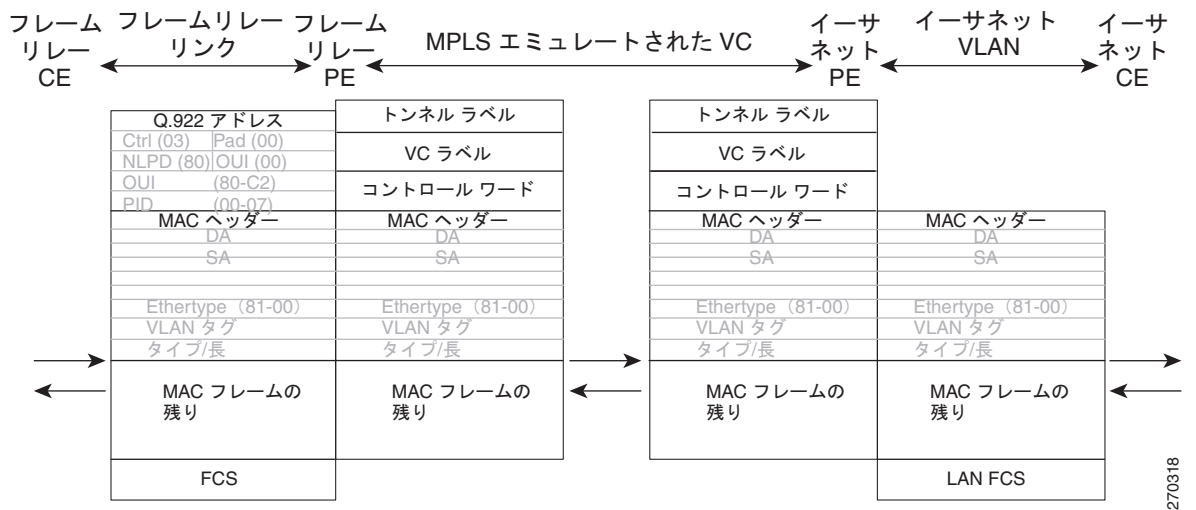 フレーム
リレー
CE
フレームリレー
リンク
フレーム
リレー
PE
MPLS エミュレートされた VC
イーサ
ネット
PE
イーサネット
VLAN
イーサ
ネット
CE
Q.922 アドレス
Ctrl (03) Pad (00)
NLPD (80) OUI (00)
OUI (80-C2)
PID (00-07)
MAC ヘッダー
DA
SA
Ethertype（81-00）
VLAN タグ
タイプ/長
MAC フレームの
残り
FCS
トンネル ラベル
VC ラベル
コントロール ワード
MAC ヘッダー
DA
SA
Ethertype（81-00）
VLAN タグ
タイプ/長
MAC フレームの
残り
トンネル ラベル
VC ラベル
コントロール ワード
MAC ヘッダー
DA
SA
Ethertype（81-00）
VLAN タグ
タイプ/長
MAC フレームの
残り
MAC ヘッダー
DA
SA
Ethertype（81-00）
VLAN タグ
タイプ/長
MAC フレームの
残り
LAN FCS
270318